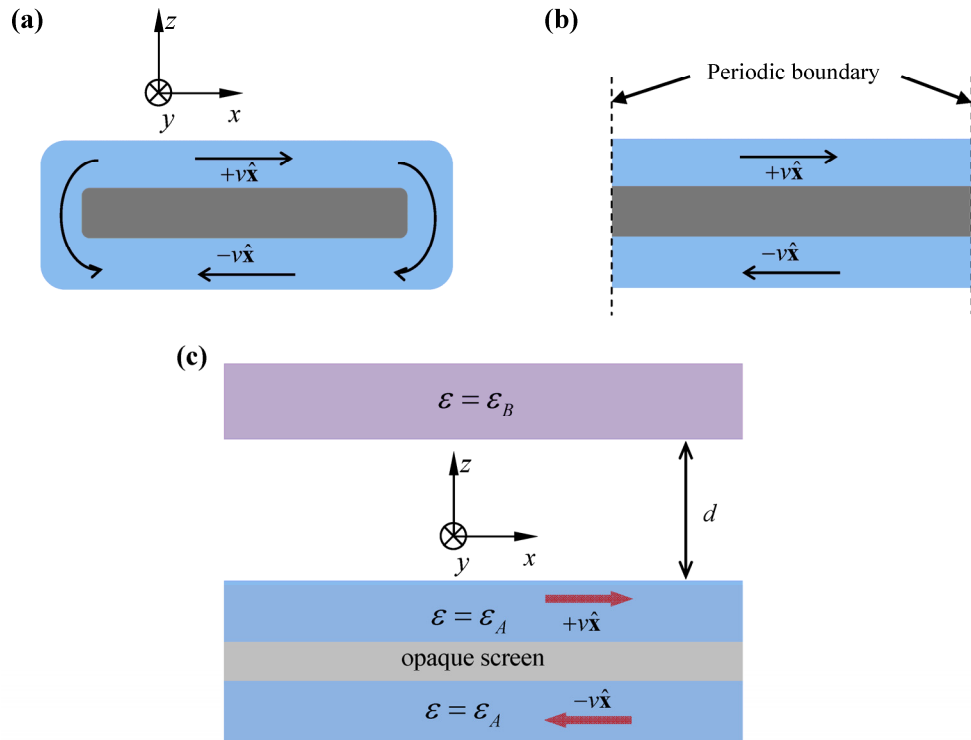 (a)
z
y
x
+vx̂
−vx̂
(b)
Periodic boundary
+vx̂
−vx̂
(c)
ε = ε_B
z
y
x
d
ε = ε_A
+vx̂
opaque screen
ε = ε_A
−vx̂